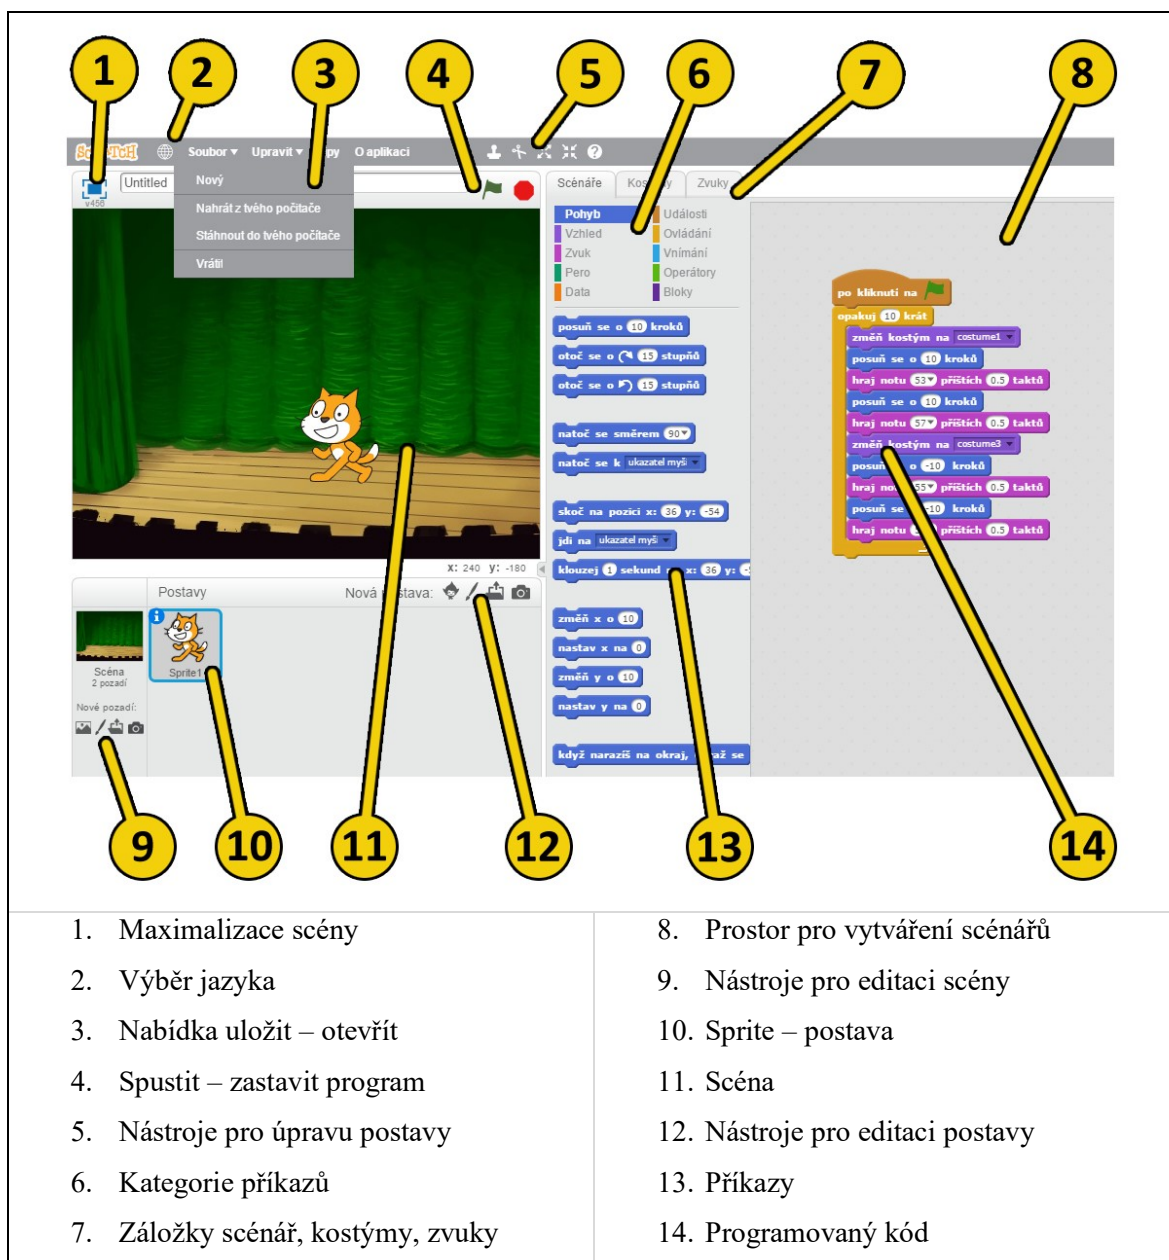 1 2 3 4 5 6 7 8
Soubor Upravit O aplikaci
v456 Untitled
Nový
Nahrát z tvého počítače
Stáhnout do tvého počítače
Vrátit
Scénáře Zvuky
Pohyb Události
Vzhled Ovládání
Zvuk Vnímání
Pero Operátory
Data Bloky
posuň se o 10 kroků
otoč se o 15 stupňů
otoč se o 15 stupňů
natoč se směrem 90
natoč se k ukazatel myši
skoč na pozici x: 36 y: -54
jdi na ukazatel myši
klouzej 1 sekund x: 36 y:
změň x o 10
nastav x na 0
změň y o 10
nastav y na 0
když narazíš na okraj, se
po kliknutí na
opakuj 10 krát
změň kostým na costume1
posuň se o 10 kroků
hraj notu 53 příštích 0.5 taktů
posuň se o 10 kroků
hraj notu 57 příštích 0.5 taktů
změň kostým na costume3
posuň o -10 kroků
hraj 55 příštích 0.5 taktů
posuň se -10 kroků
hraj notu příštích 0.5 taktů
X: 240 y: -180
Postavy Nová postava:
Scéna
2 pozadí
Sprite1
Nové pozadí:
9 10 11 12 13 14
1. Maximalizace scény
2. Výběr jazyka
3. Nabídka uložit – otevřít
4. Spustit – zastavit program
5. Nástroje pro úpravu postavy
6. Kategorie příkazů
7. Záložky scénář, kostýmy, zvuky
8. Prostor pro vytváření scénářů
9. Nástroje pro editaci scény
10. Sprite – postava
11. Scéna
12. Nástroje pro editaci postavy
13. Příkazy
14. Programovaný kód